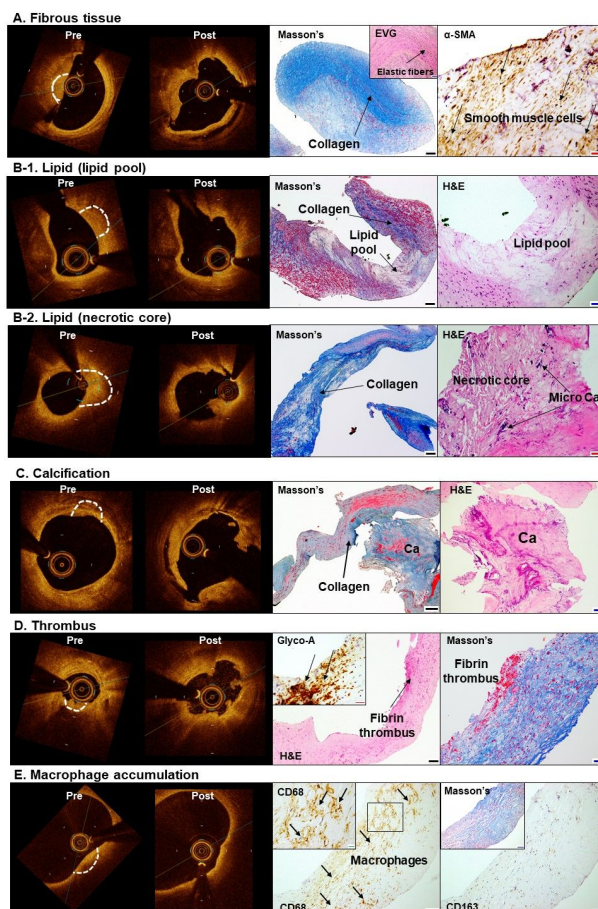 A. Fibrous tissue
Pre
Post
Masson's
EVG
Elastic fibers
Collagen
α-SMA
Smooth muscle cells
B-1. Lipid (lipid pool)
Pre
Post
Masson's
Collagen
Lipid
pool
H&E
Lipid pool
B-2. Lipid (necrotic core)
Pre
Post
Masson's
Collagen
H&E
Necrotic core
Micro Ca
C. Calcification
Pre
Post
Masson's
Ca
Collagen
H&E
Ca
D. Thrombus
Pre
Post
Glyco-A
Fibrin
thrombus
H&E
Masson's
Fibrin
thrombus
E. Macrophage accumulation
Pre
Post
CD68
Macrophages
CD68
Masson's
CD163